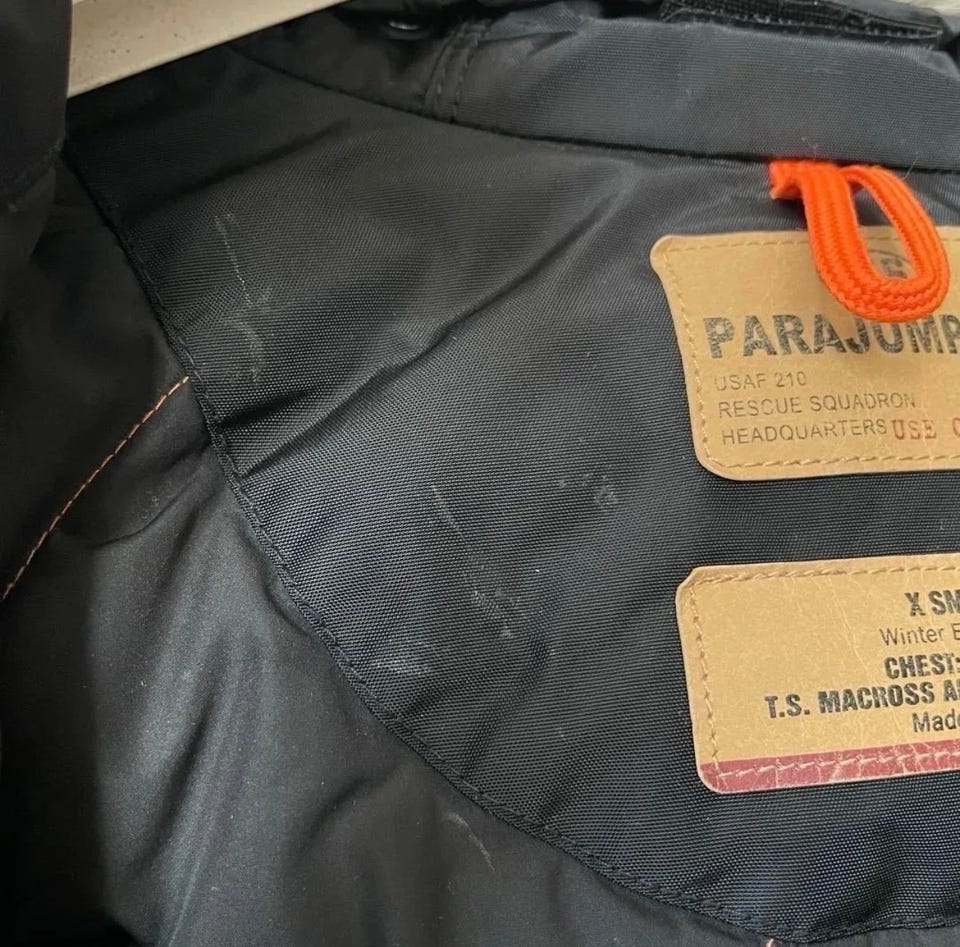 PARAJUMP
USAF 210
RESCUE SQUADRON
HEADQUARTERS USE
X SM
Winter
CHEST:
T.S. MACROSS
Made